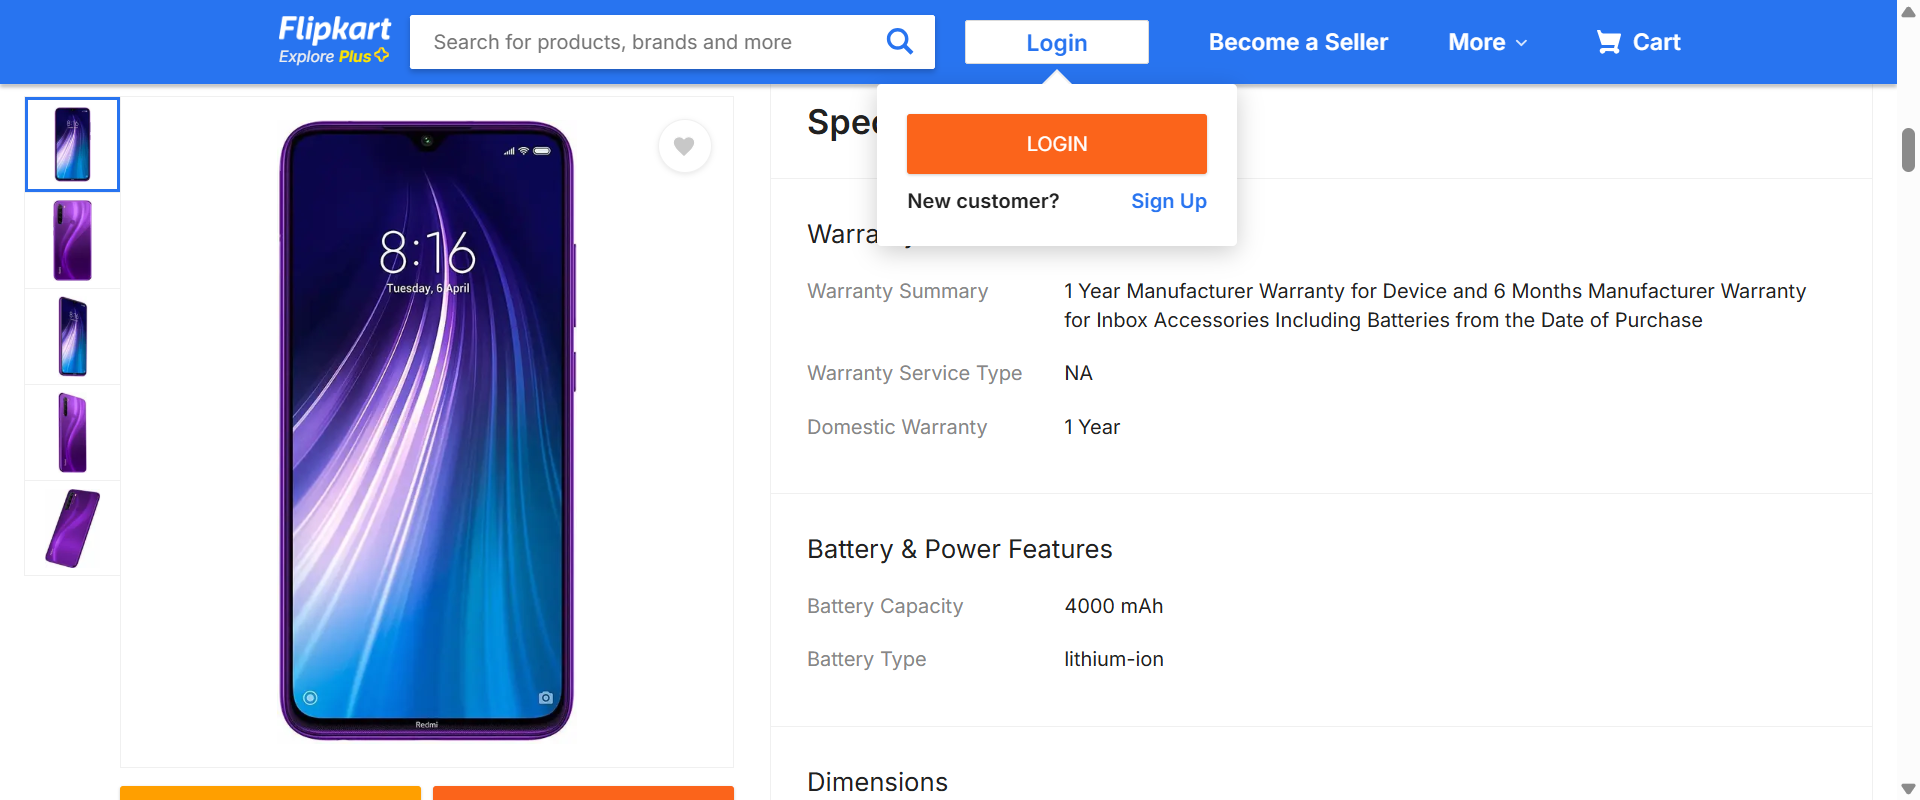 Flipkart
Explore Plus
Search for products, brands and more
Login
Become a Seller
More
Cart
LOGIN
New customer?
Sign Up
8:16
Tuesday, 6 April
Redmi
Warranty Summary
1 Year Manufacturer Warranty for Device and 6 Months Manufacturer Warranty
for Inbox Accessories Including Batteries from the Date of Purchase
Warranty Service Type
NA
Domestic Warranty
1 Year
Battery & Power Features
Battery Capacity
4000 mAh
Battery Type
lithium-ion
Dimensions